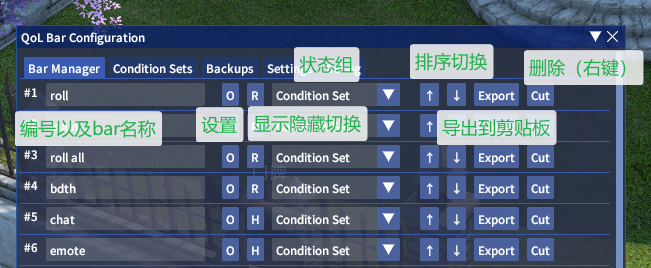 QoL Bar Configuration
Bar Manager Condition Sets Backups
状态组 排序切换 删除（右键）
#1 roll O R Condition Set ▼ ↑ ↓ Export Cut
编号以及bar名称 设置 显示隐藏切换 导出到剪贴板
#3 roll all O R Condition Set ▼ ↑ ↓ Export Cut
#4 bdth O R Condition Set ▼ ↑ ↓ Export Cut
#5 chat O H Condition Set ▼ ↑ ↓ Export Cut
#6 emote O H Condition Set ▼ ↑ ↓ Export Cut